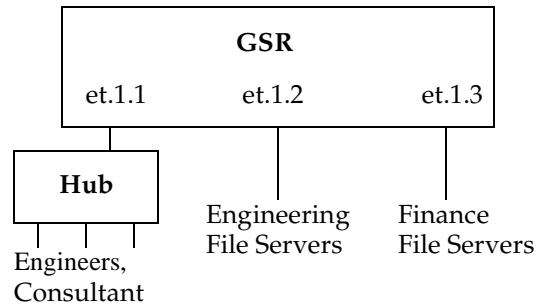 GSR
et.1.1 et.1.2 et.1.3
Hub
Engineering
File Servers
Finance
File Servers
Engineers,
Consultant